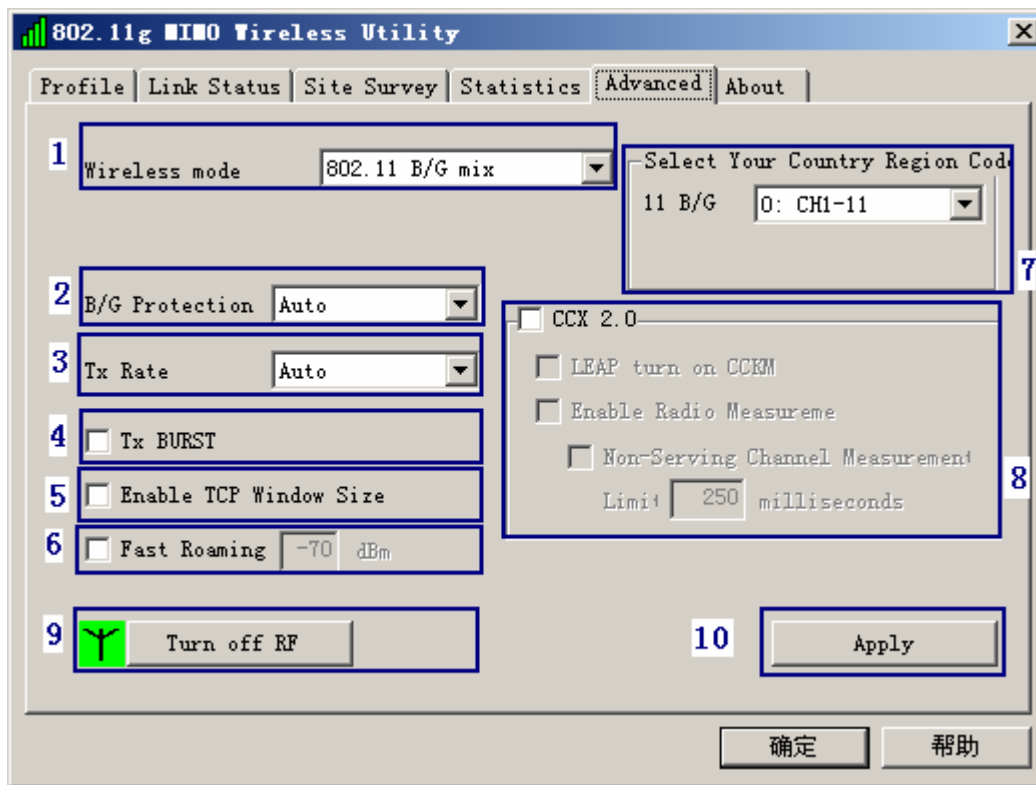 802.11g MIMO Wireless Utility
Profile Link Status Site Survey Statistics Advanced About
1
Wireless mode 802.11 B/G mix
Select Your Country Region Code
11 B/G 0: CH1-11
7
2
B/G Protection Auto
3
Tx Rate Auto
4
Tx BURST
5
Enable TCP Window Size
6
Fast Roaming -70 dBm
CCX 2.0
LEAP turn on CCKM
Enable Radio Measureme
Non-Serving Channel Measurement
Limit 250 milliseconds
8
9
Turn off RF
10
Apply
确定 帮助